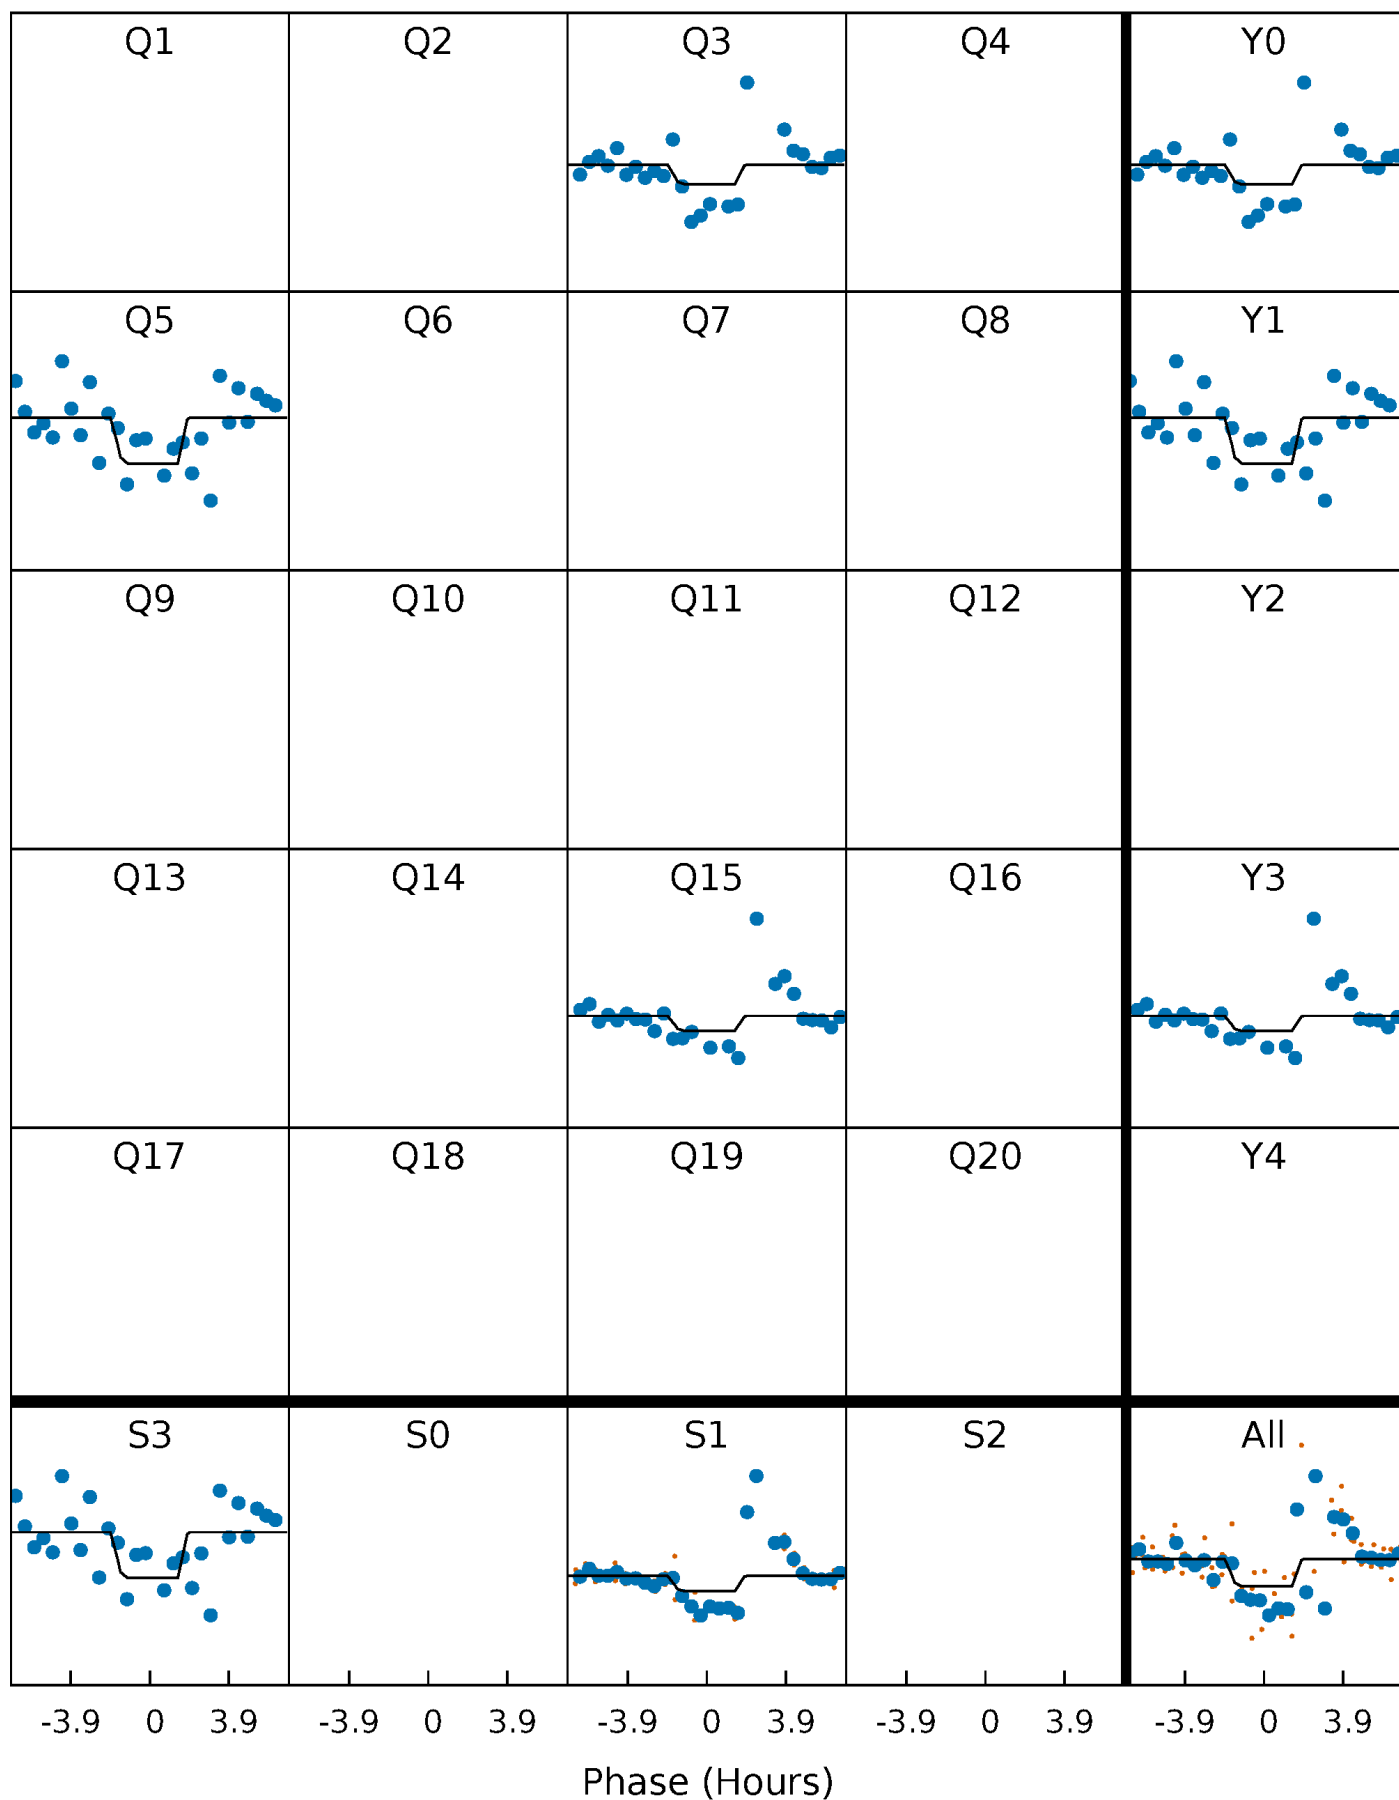 Q1 Q2 Q3 Q4 Y0
Q5 Q6 Q7 Q8 Y1
Q9 Q10 Q11 Q12 Y2
Q13 Q14 Q15 Q16 Y3
Q17 Q18 Q19 Q20 Y4
S3 S0 S1 S2 All
-3.9 0 3.9 -3.9 0 3.9 -3.9 0 3.9 -3.9 0 3.9 -3.9 0 3.9
Phase (Hours)